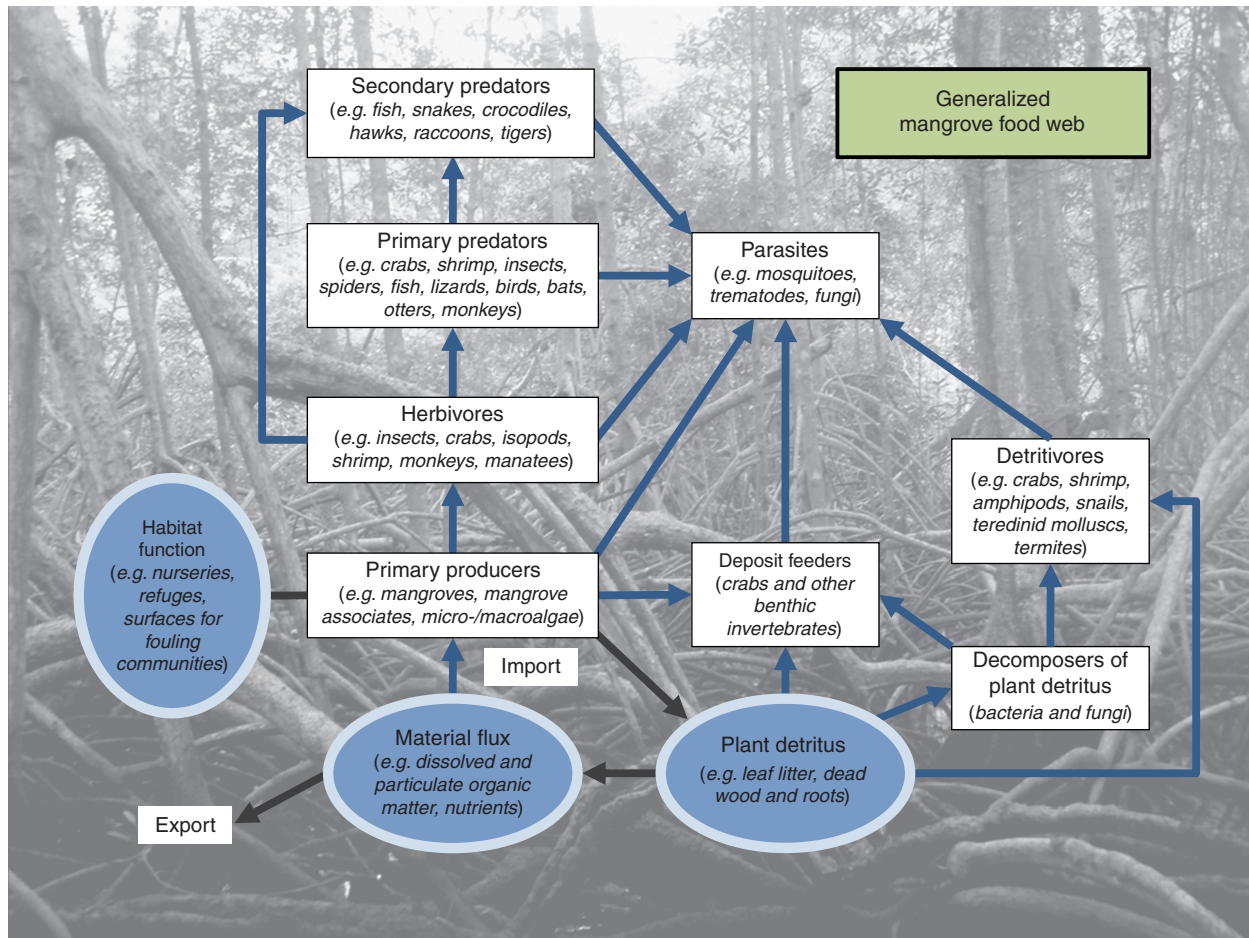 Secondary predators
(e.g. fish, snakes, crocodiles,
hawks, raccoons, tigers)
Generalized
mangrove food web
Primary predators
(e.g. crabs, shrimp, insects,
spiders, fish, lizards, birds, bats,
otters, monkeys)
Parasites
(e.g. mosquitoes,
trematodes, fungi)
Herbivores
(e.g. insects, crabs, isopods,
shrimp, monkeys, manatees)
Detritivores
(e.g. crabs, shrimp,
amphipods, snails,
teredinid molluscs,
termites)
Habitat
function
(e.g. nurseries,
refuges,
surfaces for
fouling
communities)
Primary producers
(e.g. mangroves, mangrove
associates, micro-/macroalgae)
Deposit feeders
(crabs and other
benthic
invertebrates)
Import
Decomposers of
plant detritus
(bacteria and fungi)
Material flux
(e.g. dissolved and
particulate organic
matter, nutrients)
Plant detritus
(e.g. leaf litter, dead
wood and roots)
Export